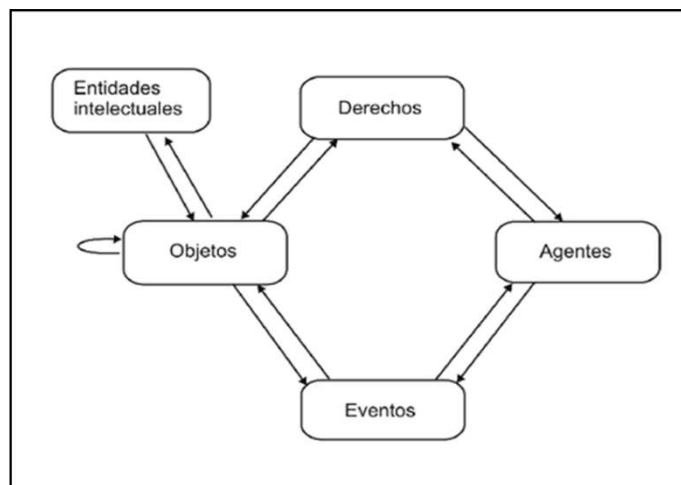 Entidades
intelectuales
Derechos
Objetos
Agentes
Eventos